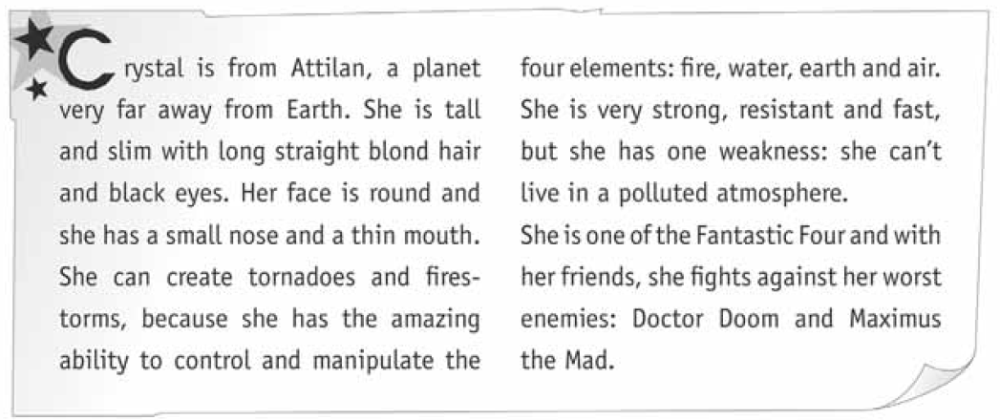 Crystal is from Attilan, a planet
very far away from Earth. She is tall
and slim with long straight blond hair
and black eyes. Her face is round and
she has a small nose and a thin mouth.
She can create tornadoes and fires-
torms, because she has the amazing
ability to control and manipulate the
four elements: fire, water, earth and air.
She is very strong, resistant and fast,
but she has one weakness: she can't
live in a polluted atmosphere.
She is one of the Fantastic Four and with
her friends, she fights against her worst
enemies: Doctor Doom and Maximus
the Mad.